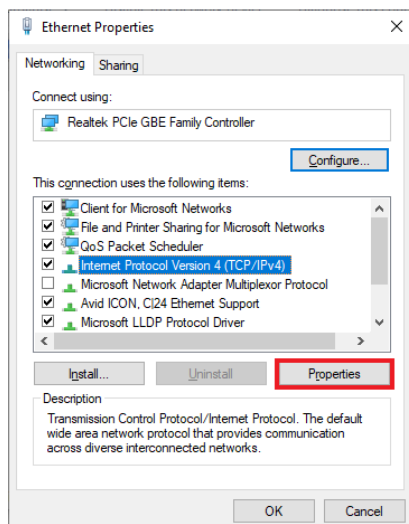 Ethernet Properties
Networking Sharing
Connect using:
Realtek PCIe GBE Family Controller
Configure...
This connection uses the following items:
Client for Microsoft Networks
File and Printer Sharing for Microsoft Networks
QoS Packet Scheduler
Internet Protocol Version 4 (TCP/IPv4)
Microsoft Network Adapter Multiplexor Protocol
Avid ICON, C|24 Ethernet Support
Microsoft LLDP Protocol Driver
Install... Uninstall Properties
Description
Transmission Control Protocol/Internet Protocol. The default
wide area network protocol that provides communication
across diverse interconnected networks.
OK Cancel